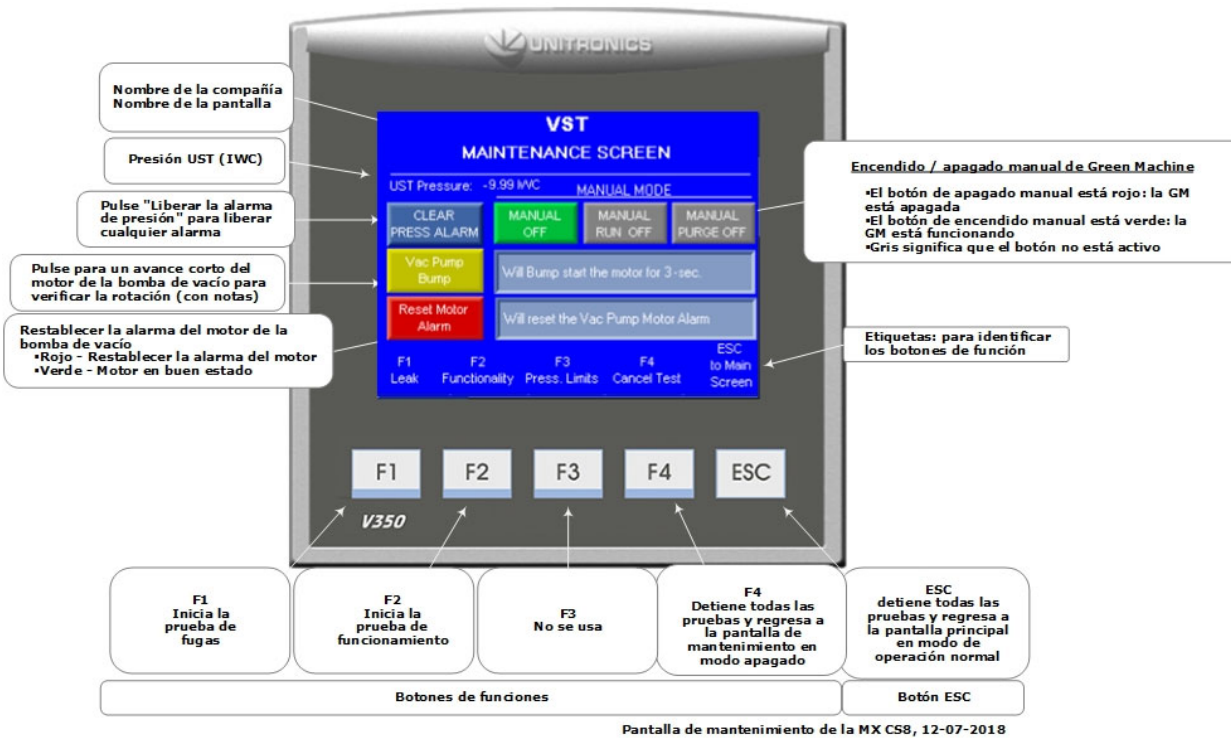 UNITRONICS
Nombre de la compañía
Nombre de la pantalla
Presión UST (IWC)
Pulse "Liberar la alarma
de presión" para liberar
cualquier alarma
Pulse para un avance corto del
motor de la bomba de vacío para
verificar la rotación (con notas)
Restablecer la alarma del motor de la
bomba de vacío
▪Rojo - Restablecer la alarma del motor
▪Verde - Motor en buen estado
VST
MAINTENANCE SCREEN
UST Pressure: -9.99 IWC
MANUAL MODE
CLEAR
PRESS ALARM
MANUAL
OFF
MANUAL
RUN OFF
MANUAL
PURGE OFF
Vac Pump
Bump
Will Bump start the motor for 3-sec.
Reset Motor
Alarm
Will reset the Vac Pump Motor Alarm
F1
Leak
F2
Functionality
F3
Press. Limits
F4
Cancel Test
ESC
to Main
Screen
Encendido / apagado manual de Green Machine
▪El botón de apagado manual está rojo: la GM
está apagada
▪El botón de encendido manual está verde: la
GM está funcionando
▪Gris significa que el botón no está activo
Etiquetas: para identificar
los botones de función
F1
F2
F3
F4
ESC
V350
F1
Inicia la
prueba de
fugas
F2
Inicia la
prueba de
funcionamiento
F3
No se usa
F4
Detiene todas las
pruebas y regresa a
la pantalla de
mantenimiento en
modo apagado
ESC
detiene todas las
pruebas y regresa a
la pantalla principal
en modo de
operación normal
Botones de funciones
Botón ESC
Pantalla de mantenimiento de la MX CS8, 12-07-2018